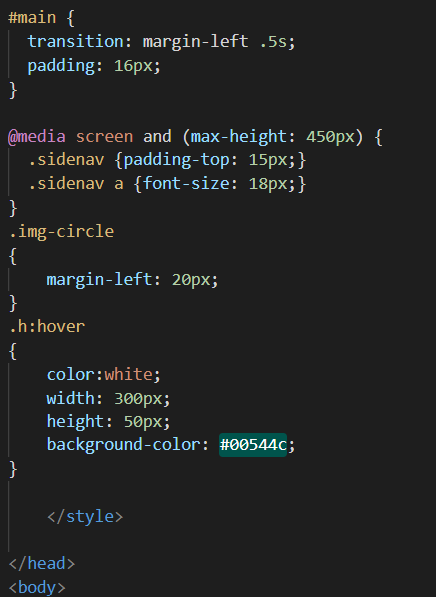 #main {
  transition: margin-left .5s;
  padding: 16px;
}

@media screen and (max-height: 450px) {
  .sidenav {padding-top: 15px;}
  .sidenav a {font-size: 18px;}
}
.img-circle
{
    margin-left: 20px;
}
.h:hover
{
    color:white;
    width: 300px;
    height: 50px;
    background-color: #00544c;
}

    </style>

</head>
<body>